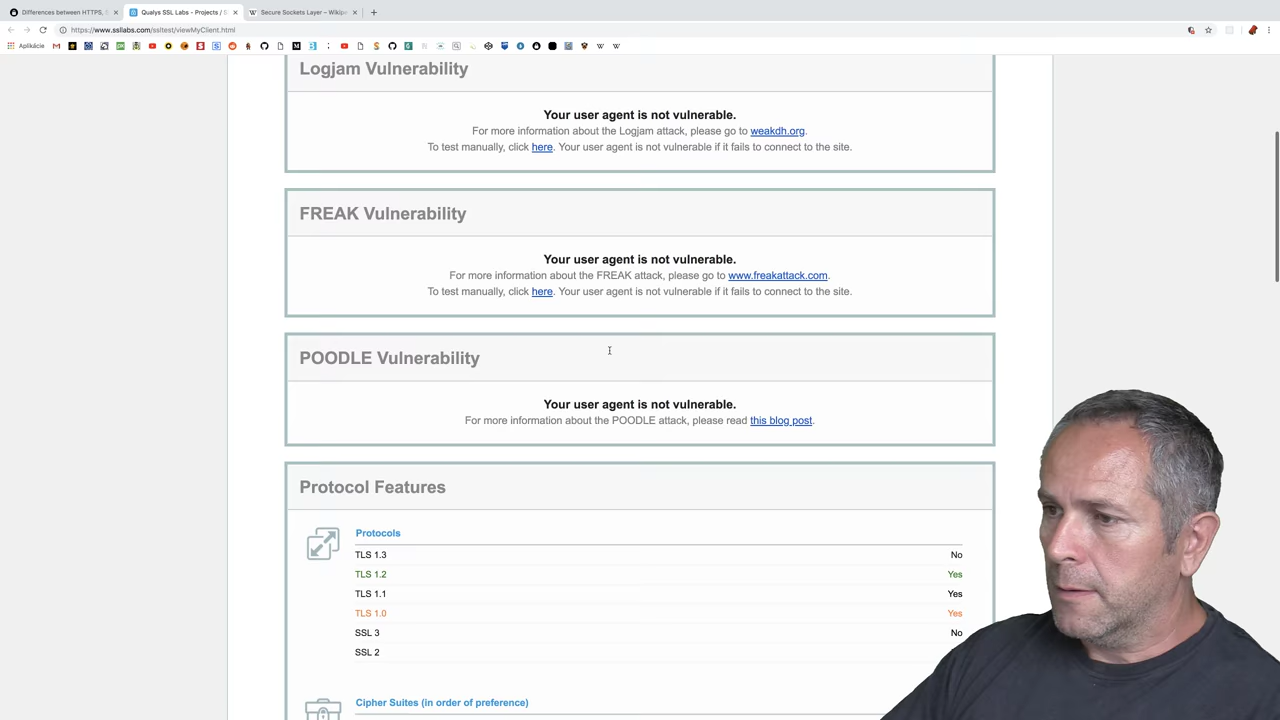 Differences between HTTPS, S
Qualys SSL Labs - Projects / S
Secure Sockets Layer – Wikipe
https://www.ssllabs.com/ssltest/viewMyClient.html
Aplikácie
Logjam Vulnerability
Your user agent is not vulnerable.
For more information about the Logjam attack, please go to weakdh.org.
To test manually, click here. Your user agent is not vulnerable if it fails to connect to the site.
FREAK Vulnerability
Your user agent is not vulnerable.
For more information about the FREAK attack, please go to www.freakattack.com.
To test manually, click here. Your user agent is not vulnerable if it fails to connect to the site.
POODLE Vulnerability
Your user agent is not vulnerable.
For more information about the POODLE attack, please read this blog post.
Protocol Features
Protocols
TLS 1.3 No
TLS 1.2 Yes
TLS 1.1 Yes
TLS 1.0 Yes
SSL 3 No
SSL 2
Cipher Suites (in order of preference)